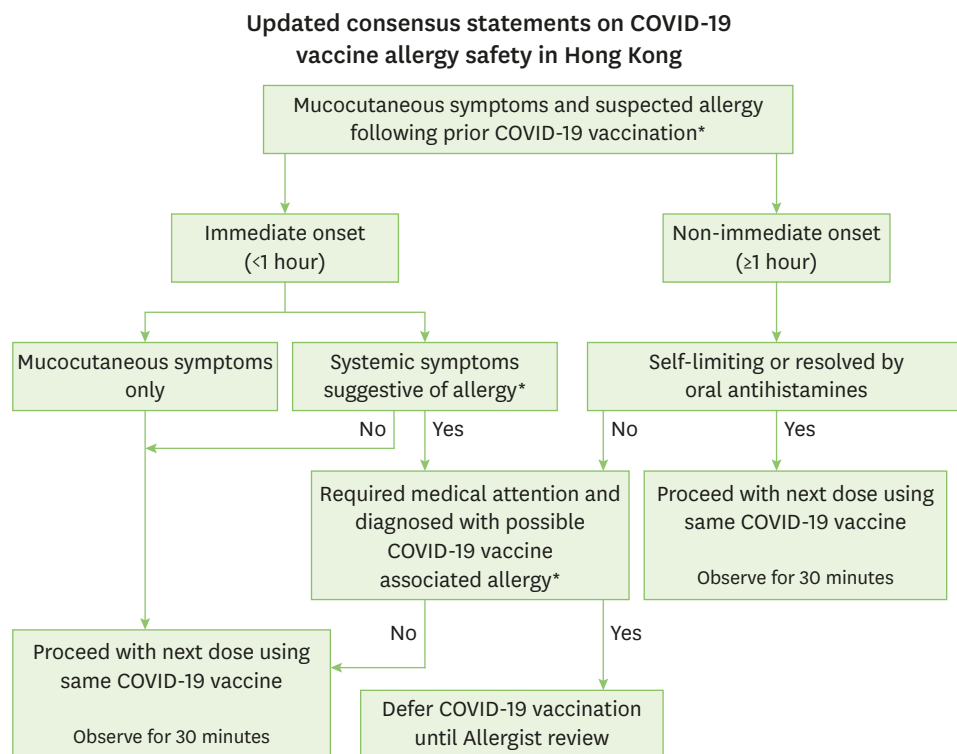 Updated consensus statements on COVID-19
vaccine allergy safety in Hong Kong
Mucocutaneous symptoms and suspected allergy
following prior COVID-19 vaccination*
Immediate onset
(<1 hour)
Non-immediate onset
(≥1 hour)
Mucocutaneous symptoms
only
Systemic symptoms
suggestive of allergy*
Self-limiting or resolved by
oral antihistamines
No
Yes
No
Yes
Required medical attention and
diagnosed with possible
COVID-19 vaccine
associated allergy*
Proceed with next dose using
same COVID-19 vaccine
Observe for 30 minutes
No
Yes
Proceed with next dose using
same COVID-19 vaccine
Observe for 30 minutes
Defer COVID-19 vaccination
until Allergist review